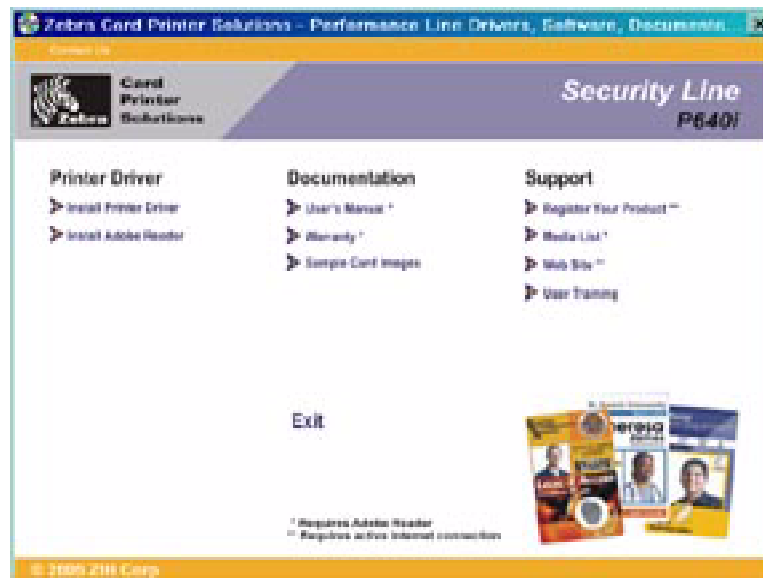 Zebra Card Printer Solutions - Performance Line Drivers, Software, Documentn
Contact Us
Zebra
Card
Printer
Solutions
Security Line
P640i
Printer Driver
Install Printer Driver
Install Adobe Reader
Documentation
User's Manual *
Warranty *
Sample Card Images
Support
Register Your Product **
Media List *
Web Site **
User Training
Exit
eresa
* Requires Adobe Reader
** Requires active internet connection
© 2005 ZIH Corp